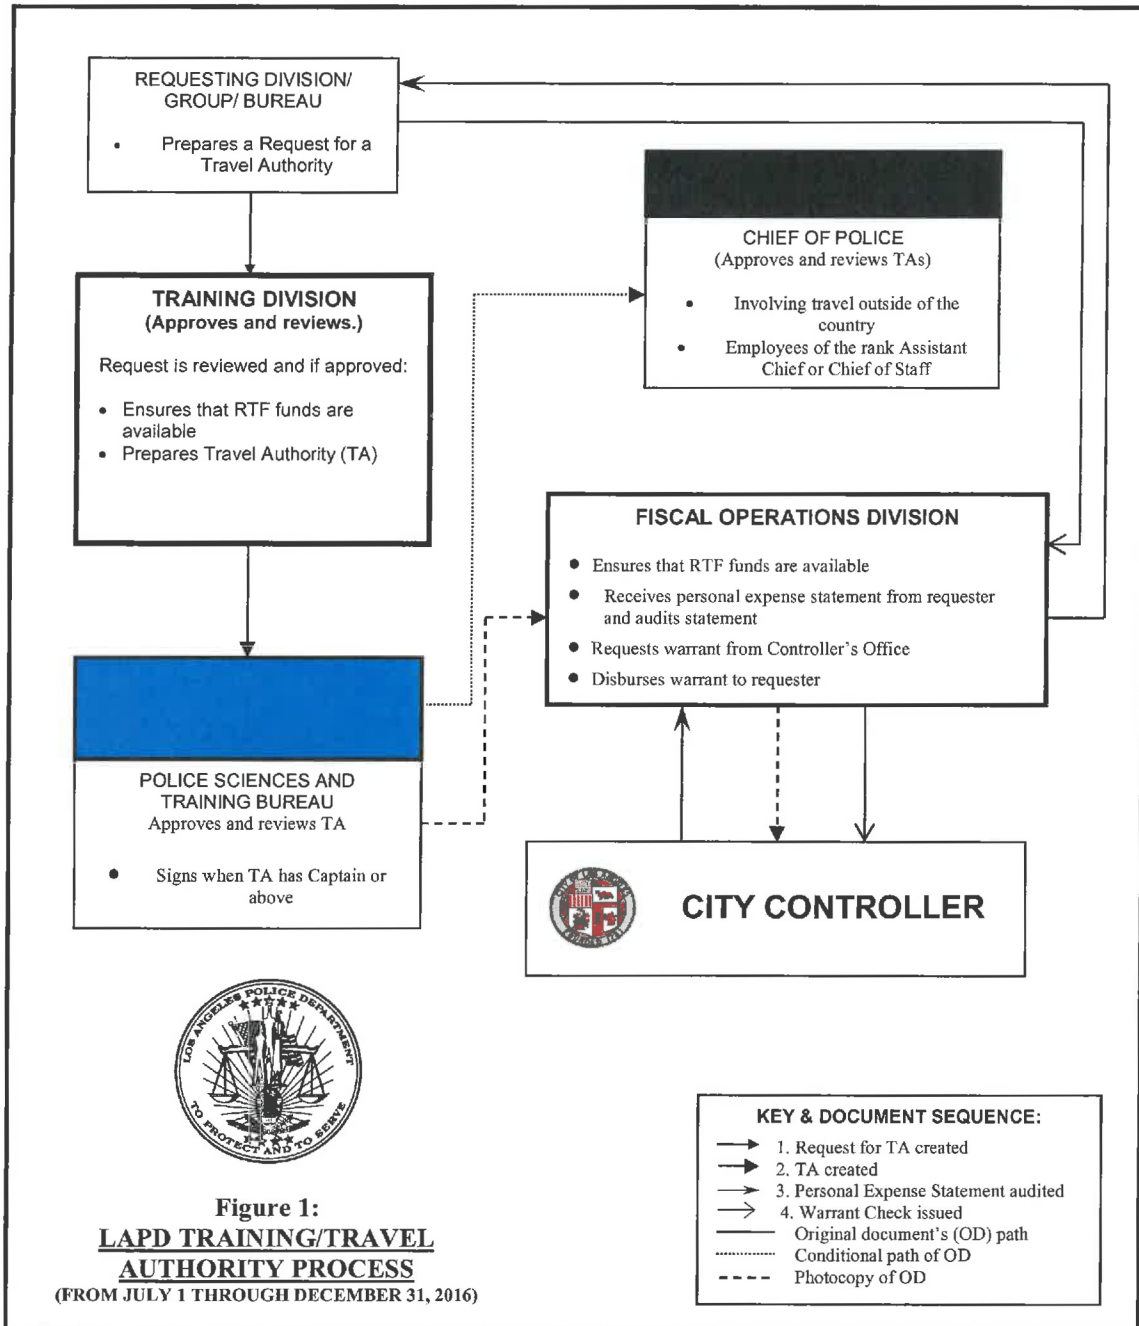 REQUESTING DIVISION/
GROUP/ BUREAU
• Prepares a Request for a
Travel Authority
CHIEF OF POLICE
(Approves and reviews TAs)
• Involving travel outside of the
country
• Employees of the rank Assistant
Chief or Chief of Staff
TRAINING DIVISION
(Approves and reviews.)
Request is reviewed and if approved:
• Ensures that RTF funds are
available
• Prepares Travel Authority (TA)
FISCAL OPERATIONS DIVISION
● Ensures that RTF funds are available
● Receives personal expense statement from requester
and audits statement
● Requests warrant from Controller's Office
● Disburses warrant to requester
POLICE SCIENCES AND
TRAINING BUREAU
Approves and reviews TA
● Signs when TA has Captain or
above
CITY CONTROLLER
LOS ANGELES POLICE DEPARTMENT
TO PROTECT AND TO SERVE
Figure 1:
LAPD TRAINING/TRAVEL
AUTHORITY PROCESS
(FROM JULY 1 THROUGH DECEMBER 31, 2016)
KEY & DOCUMENT SEQUENCE:
1. Request for TA created
2. TA created
3. Personal Expense Statement audited
4. Warrant Check issued
Original document's (OD) path
Conditional path of OD
Photocopy of OD